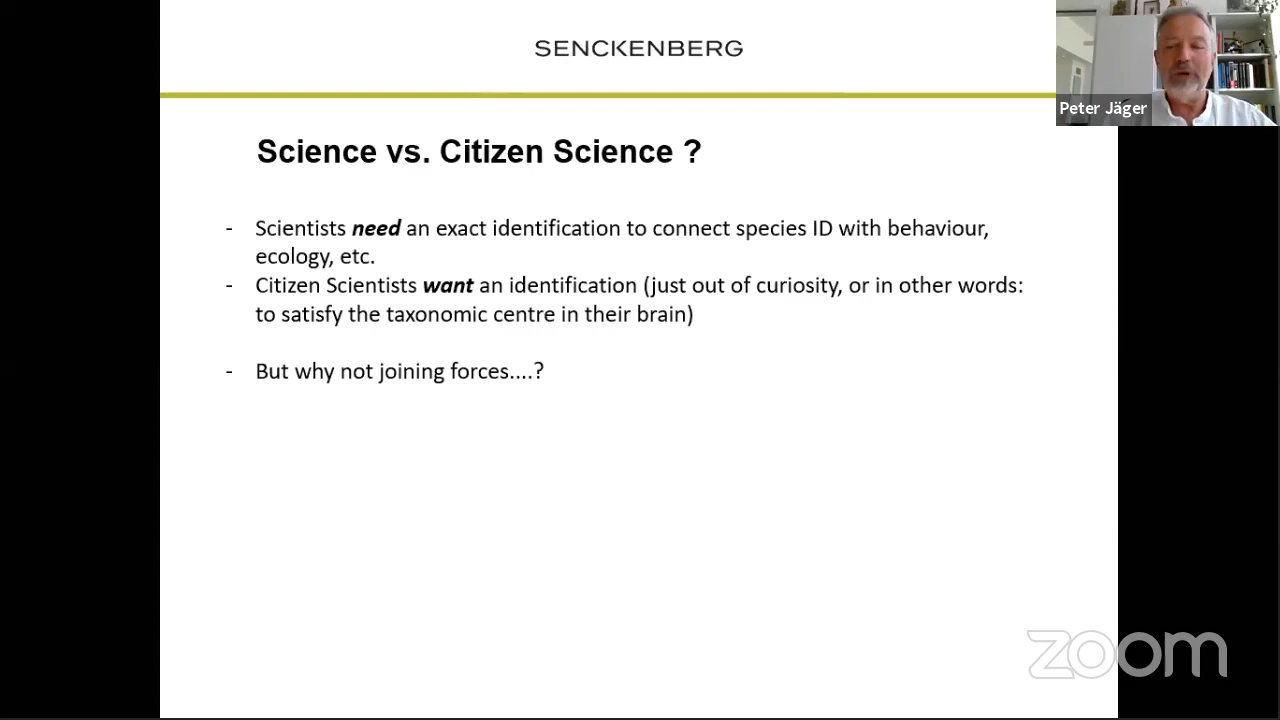 SENCKENBERG
Peter Jäger
Science vs. Citizen Science ?
- Scientists need an exact identification to connect species ID with behaviour,
ecology, etc.
- Citizen Scientists want an identification (just out of curiosity, or in other words:
to satisfy the taxonomic centre in their brain)
- But why not joining forces....?
zoom